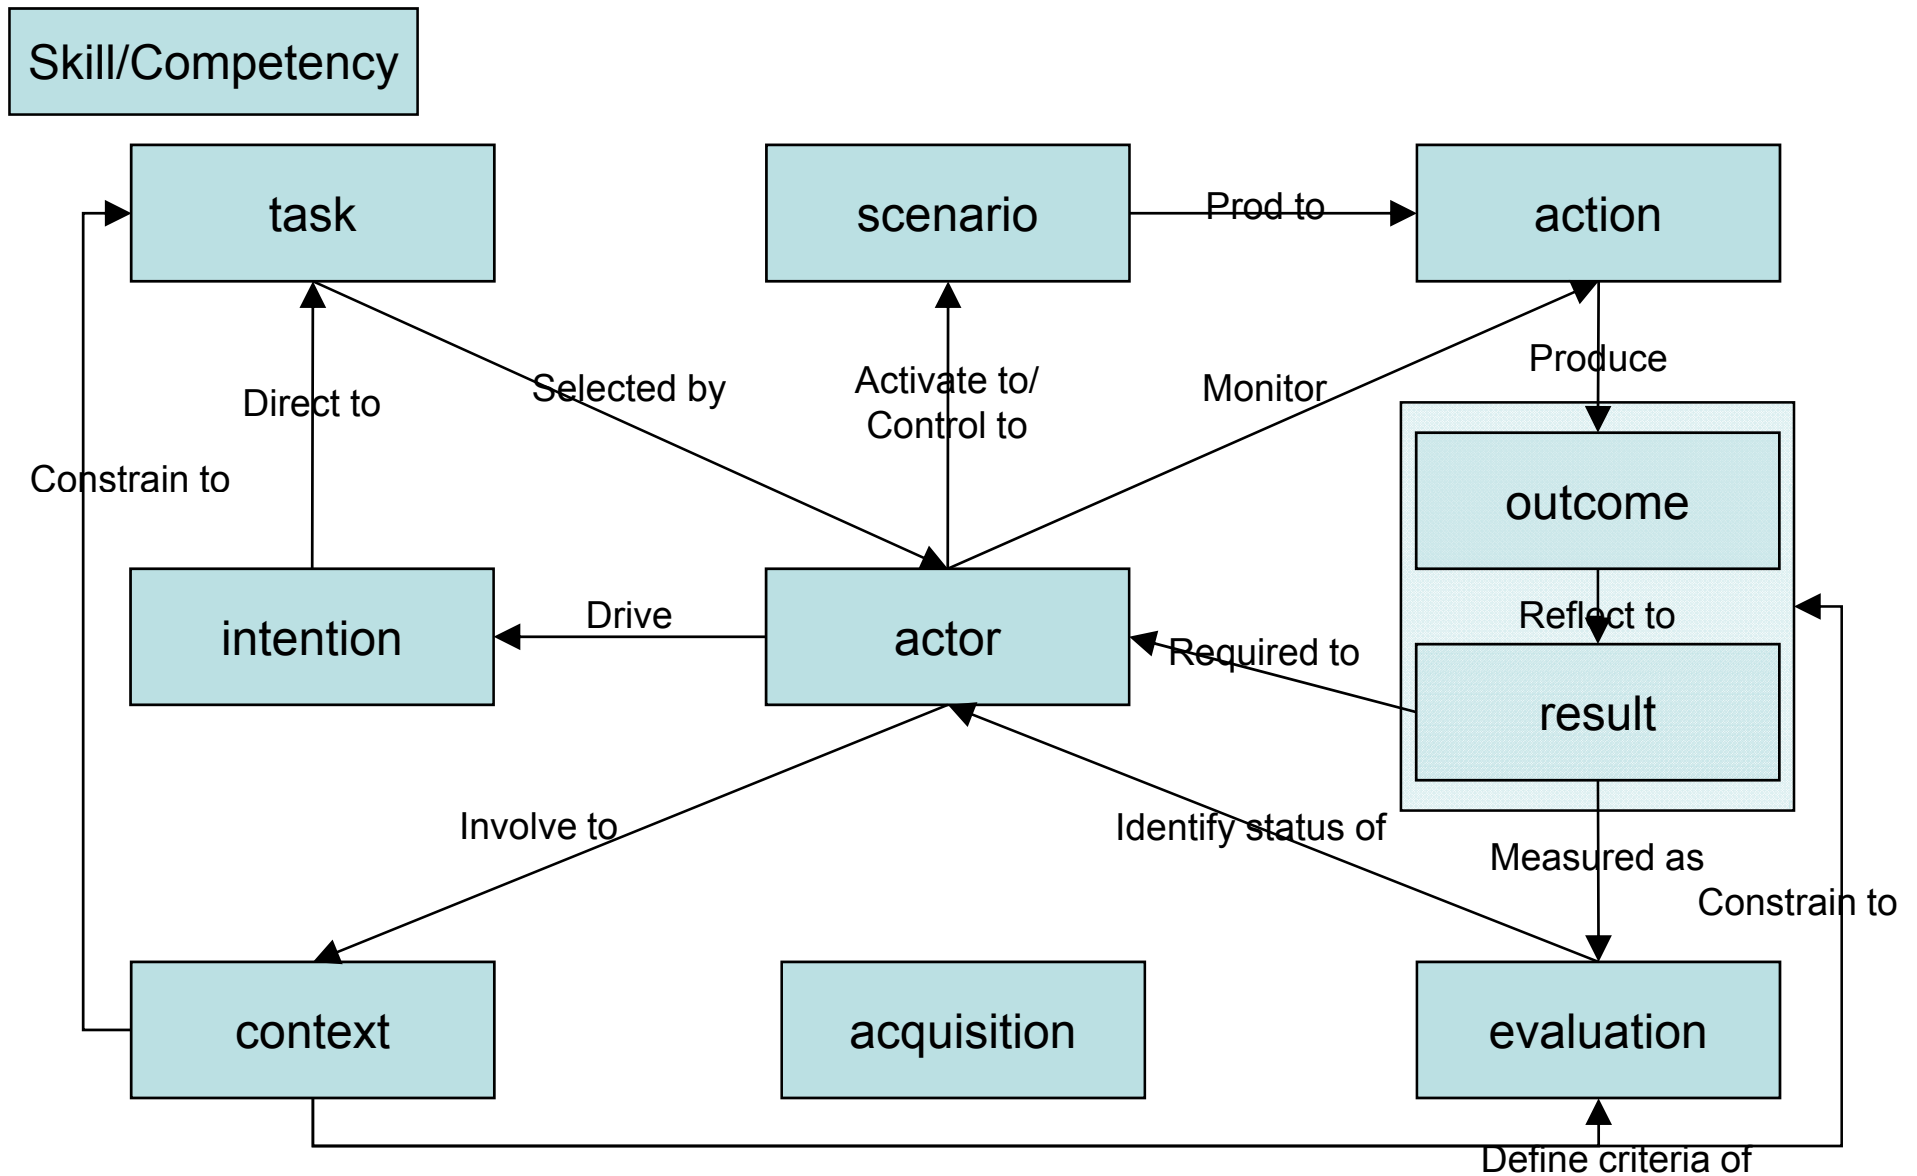 Skill/Competency
task
scenario
Prod to
action
Produce
Direct to
Selected by
Activate to/
Control to
Monitor
Constrain to
outcome
Reflect to
intention
Drive
actor
Required to
result
Involve to
Identify status of
Measured as
Constrain to
context
acquisition
evaluation
Define criteria of